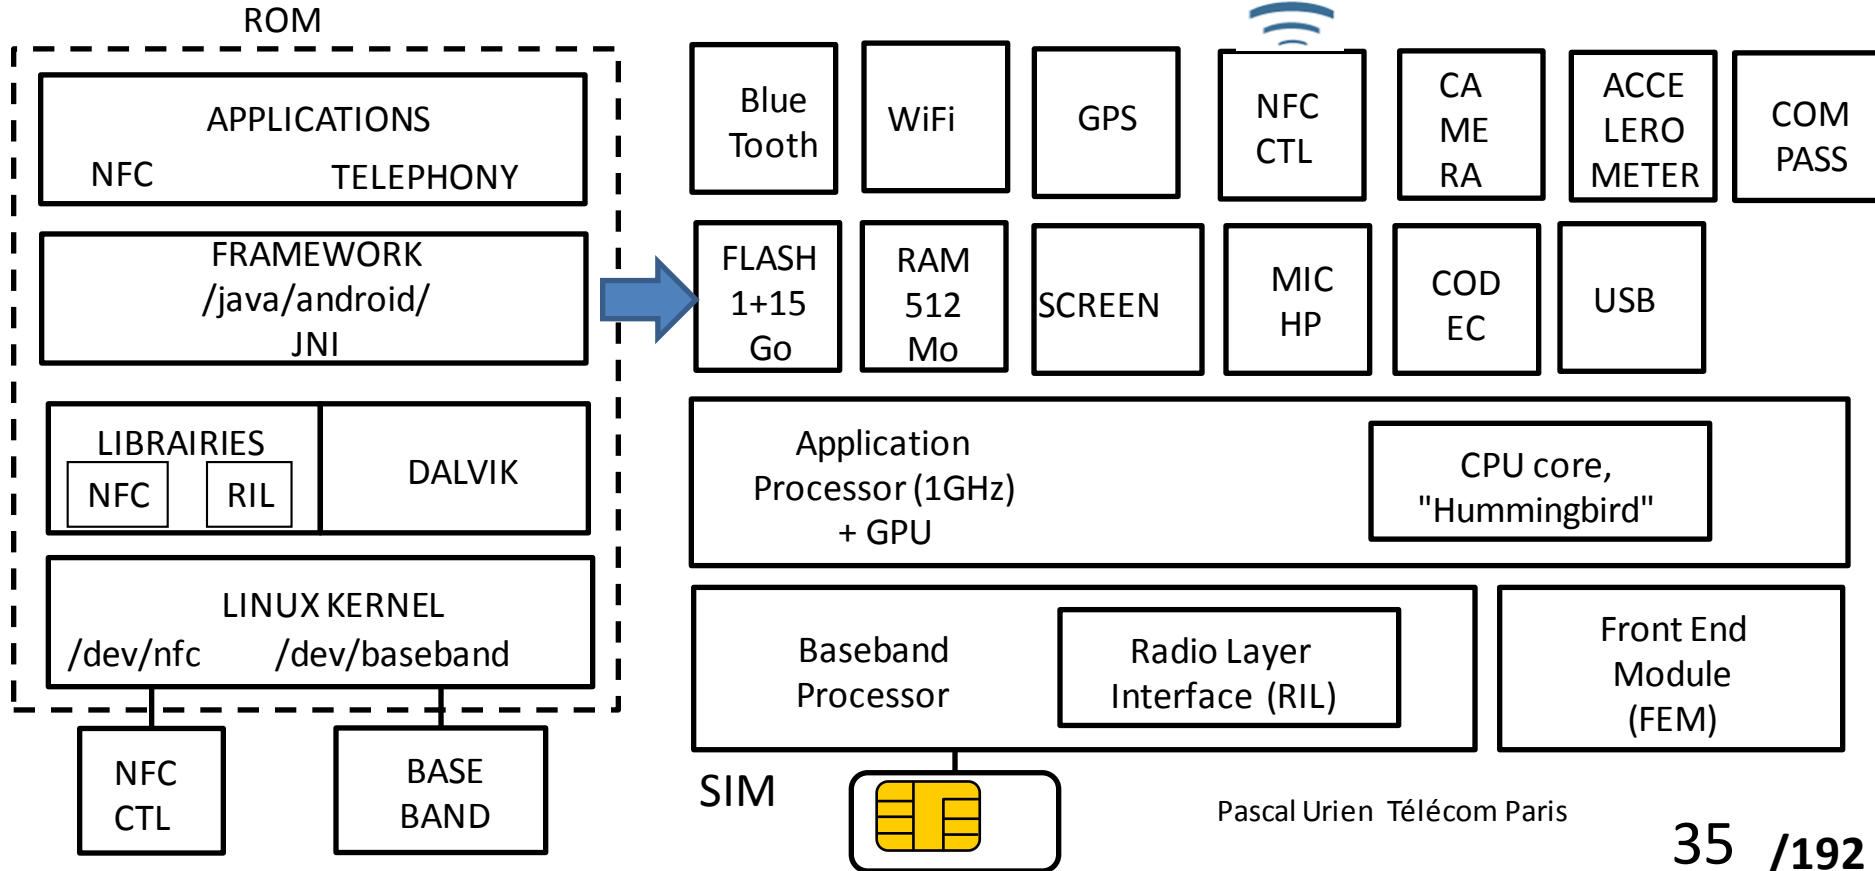 ROM
APPLICATIONS
NFC TELEPHONY
FRAMEWORK
/java/android/
JNI
LIBRAIRIES
NFC RIL
DALVIK
LINUX KERNEL
/dev/nfc /dev/baseband
NFC
CTL
BASE
BAND
Blue
Tooth
WiFi
GPS
NFC
CTL
CA
ME
RA
ACCE
LERO
METER
COM
PASS
FLASH
1+15
Go
RAM
512
Mo
SCREEN
MIC
HP
COD
EC
USB
Application
Processor (1GHz)
+ GPU
CPU core,
"Hummingbird"
Baseband
Processor
Radio Layer
Interface (RIL)
Front End
Module
(FEM)
SIM
Pascal Urien Télécom Paris
35 /192